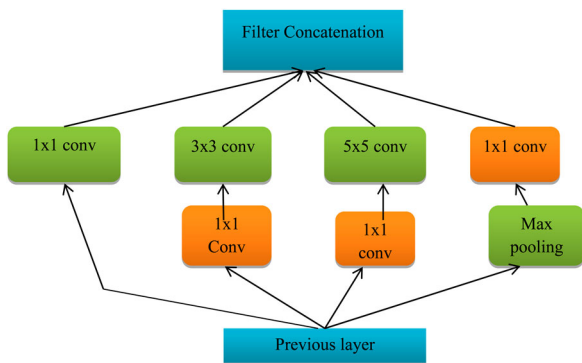 Filter Concatenation
1x1 conv
3x3 conv
5x5 conv
1x1 conv
1x1
Conv
1x1
conv
Max
pooling
Previous layer